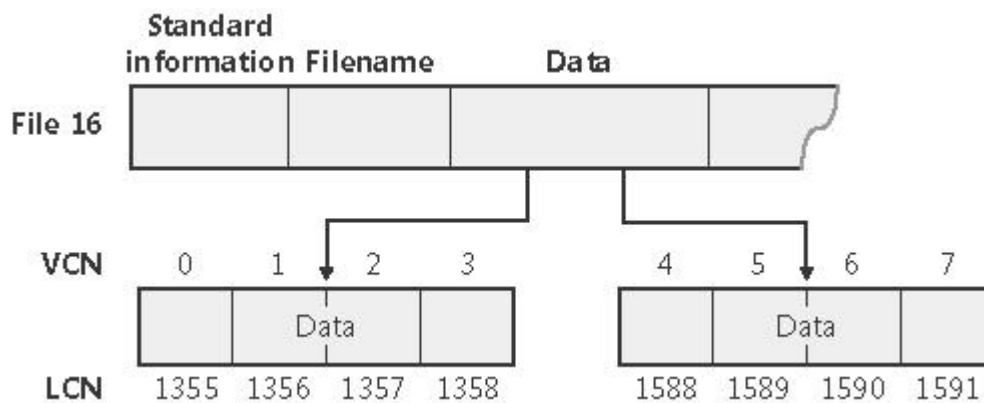 Standard
information Filename Data
File 16
VCN 0 1 2 3 4 5 6 7
Data Data
LCN 1355 1356 1357 1358 1588 1589 1590 1591